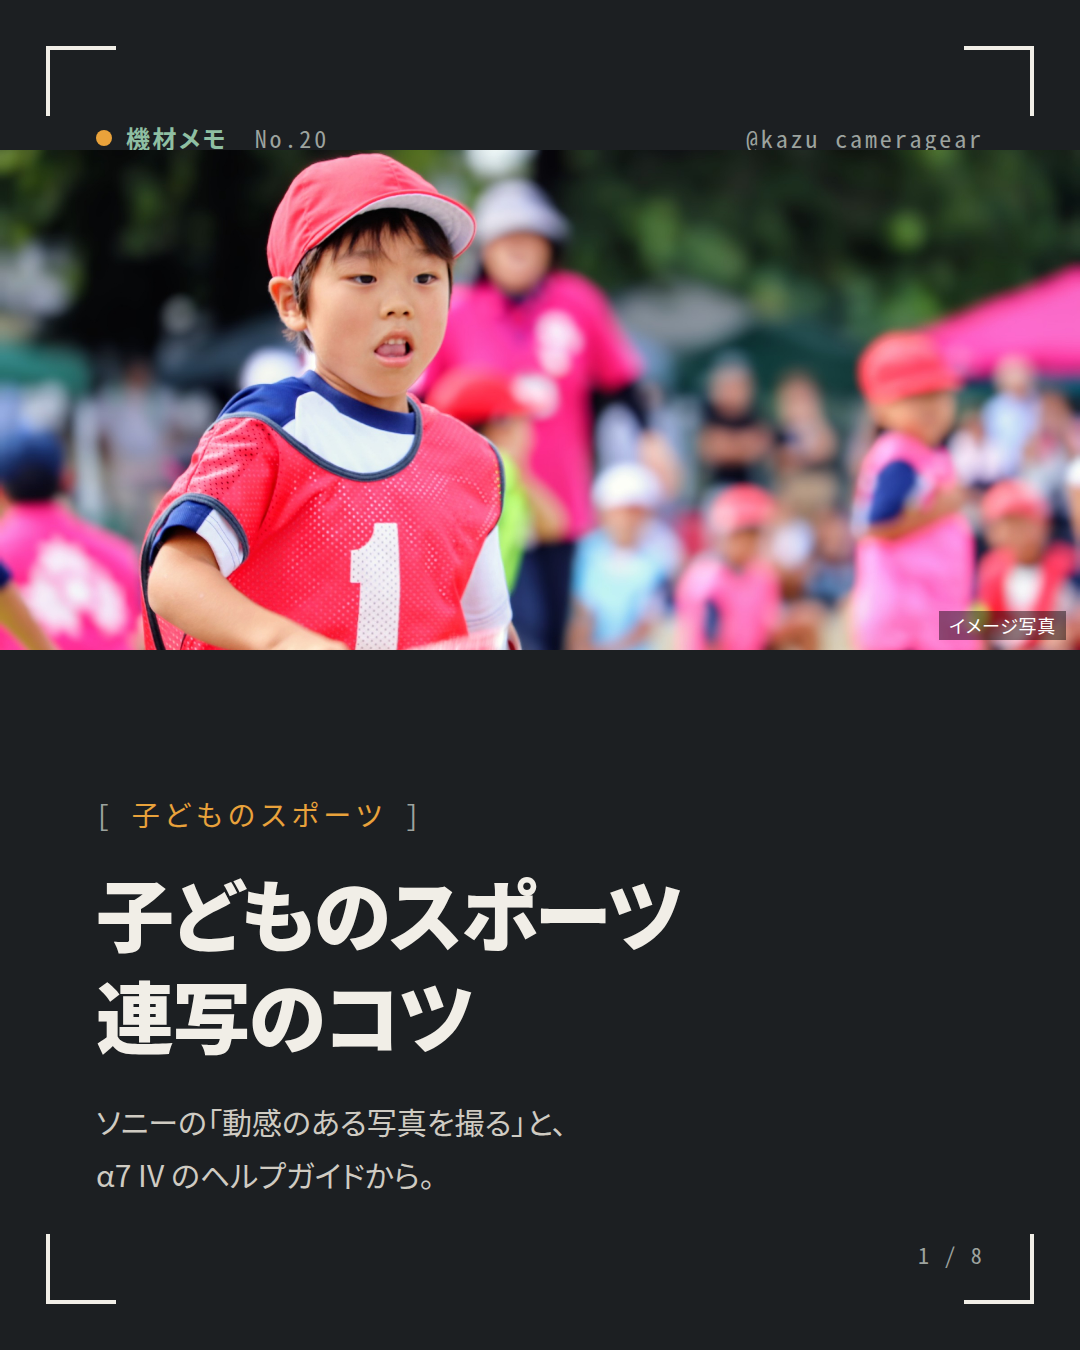 機材メモ No.20
@kazu cameragear
1
イメージ写真
[ 子どものスポーツ ]
子どものスポーツ
連写のコツ
ソニーの「動感のある写真を撮る」と、
α7 IV のヘルプガイドから。
1 / 8